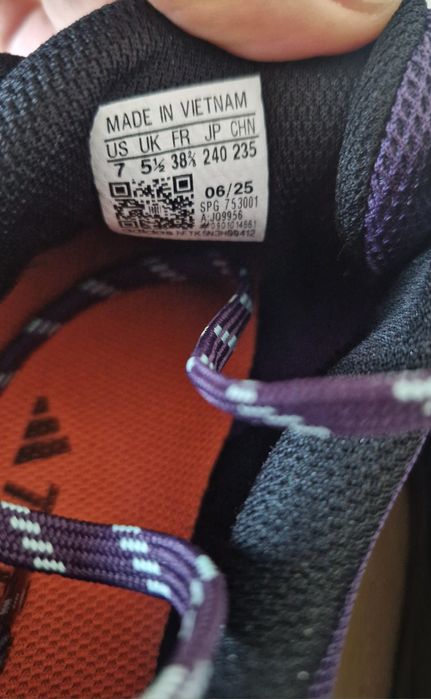 MADE IN VIETNAM
US UK FR JP CHN
7 5½ 38⅔ 240 235
06/25
SPG 753001
A.JQ9956